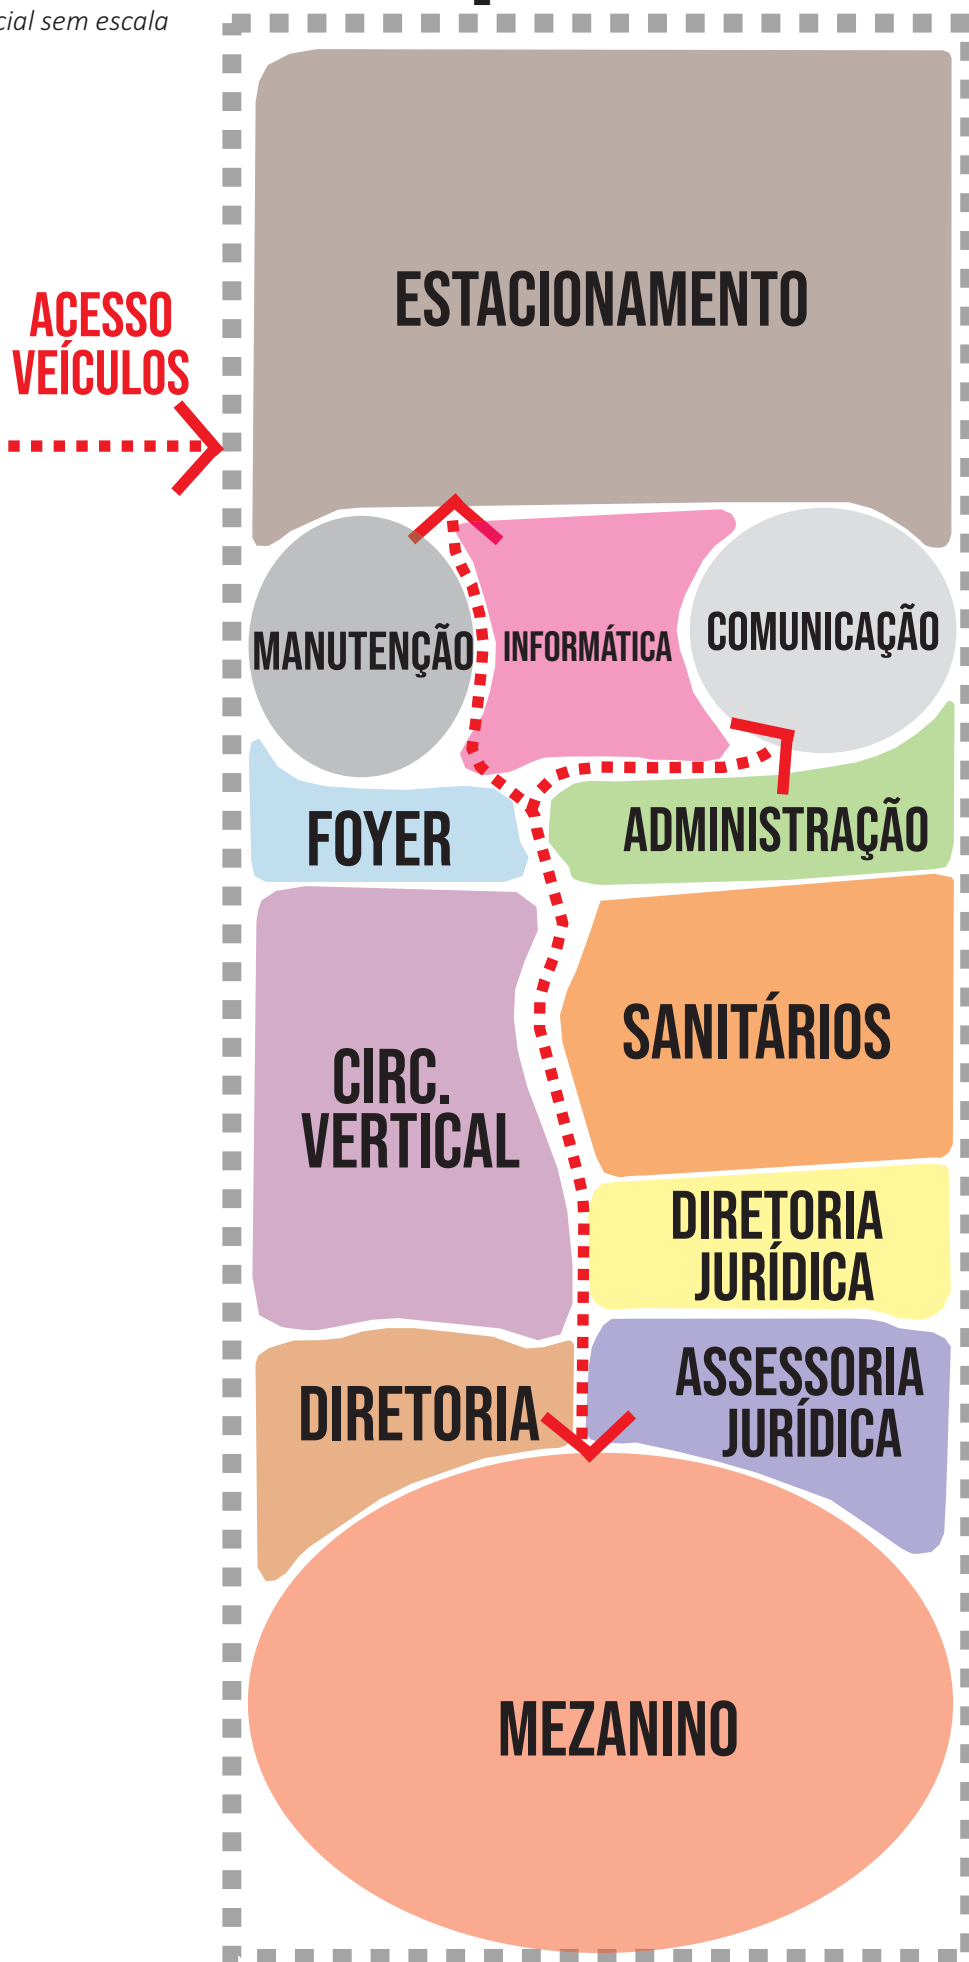 cial sem escala
ESTACIONAMENTO
ACESSO
VEÍCULOS
MANUTENÇÃO
INFORMÁTICA
COMUNICAÇÃO
FOYER
ADMINISTRAÇÃO
SANITÁRIOS
CIRC.
VERTICAL
DIRETORIA
JURÍDICA
DIRETORIA
ASSESSORIA
JURÍDICA
MEZANINO